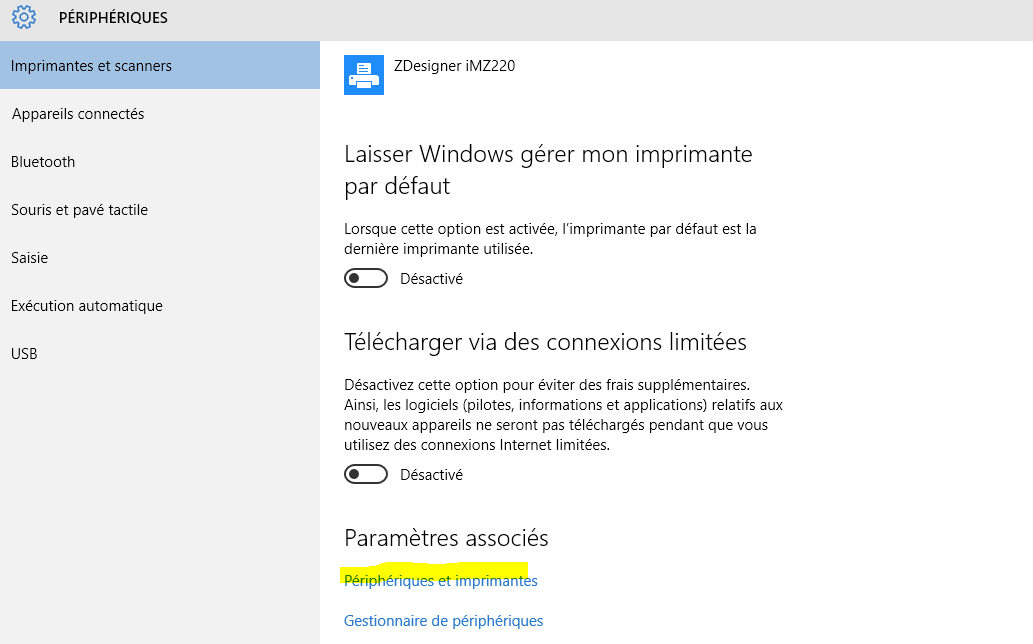 PÉRIPHÉRIQUES
Imprimantes et scanners
Appareils connectés
Bluetooth
Souris et pavé tactile
Saisie
Exécution automatique
USB
ZDesigner iMZ220
Laisser Windows gérer mon imprimante
par défaut
Lorsque cette option est activée, l’imprimante par défaut est la
dernière imprimante utilisée.
Désactivé
Télécharger via des connexions limitées
Désactivez cette option pour éviter des frais supplémentaires.
Ainsi, les logiciels (pilotes, informations et applications) relatifs aux
nouveaux appareils ne seront pas téléchargés pendant que vous
utilisez des connexions Internet limitées.
Désactivé
Paramètres associés
Périphériques et imprimantes
Gestionnaire de périphériques